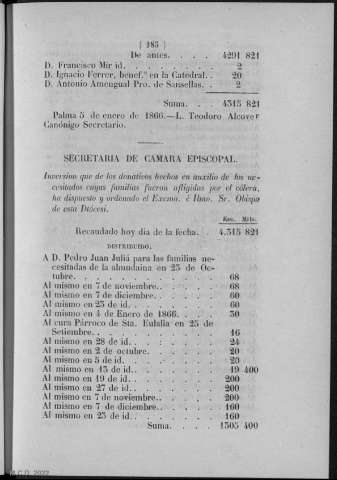 ( 185 )
De antes. . . . 4291 821
D. Francisco Mir id. . . . . . . . . 2
D. Ignacio Ferrer, benef.º en la Catedral. . 20
D. Antonio Amengual Pro. de Sansellas. . 2
Suma. . . 4315 821
Palma 5 de enero de 1866.—L. Teodoro Alcover
Canónigo Secretario.
SECRETARIA DE CAMARA EPISCOPAL.
Inversion que de los donativos hechos en auxilio de los ne-
cesitados cuyas familias fueron afligidas por el cólera,
ha dispuesto y ordenado el Excmo. é Ilmo. Sr. Obispo
de esta Diócesi.
Esc. Mrls.
Recaudado hoy dia de la fecha. . 4,315 821
DISTRIBUIDO.
A D. Pedro Juan Juliá para las familias ne-
cesitadas de la almudaina en 25 de Oc-
tubre. . . . . . . . . . . . 68
Al mismo en 7 de noviembre. . . . . . 68
Al mismo en 7 de diciembre. . . . . . 60
Al mismo en 23 de id. . . . . . . . 60
Al mismo en 4 de Enero de 1866. . . . 30
Al cura Párroco de Sta. Eulalia en 25 de
Setiembre. . . . . . . . . . . 16
Al mismo en 28 de id. . . . . . . . 24
Al mismo en 2 de octubre. . . . . . . 20
Al mismo en 5 de id. . . . . . . . 20
Al mismo en 13 de id. . . . . . . . 19 400
Al mismo en 19 de id. . . . . . . . 200
Al mismo en 27 de id. . . . . . . . 200
Al mismo en 7 de noviembre. . . . . . 200
Al mismo en 7 de diciembre. . . . . . 160
Al mismo en 23 de id. . . . . . . . 160
Suma. . . . 1305 400